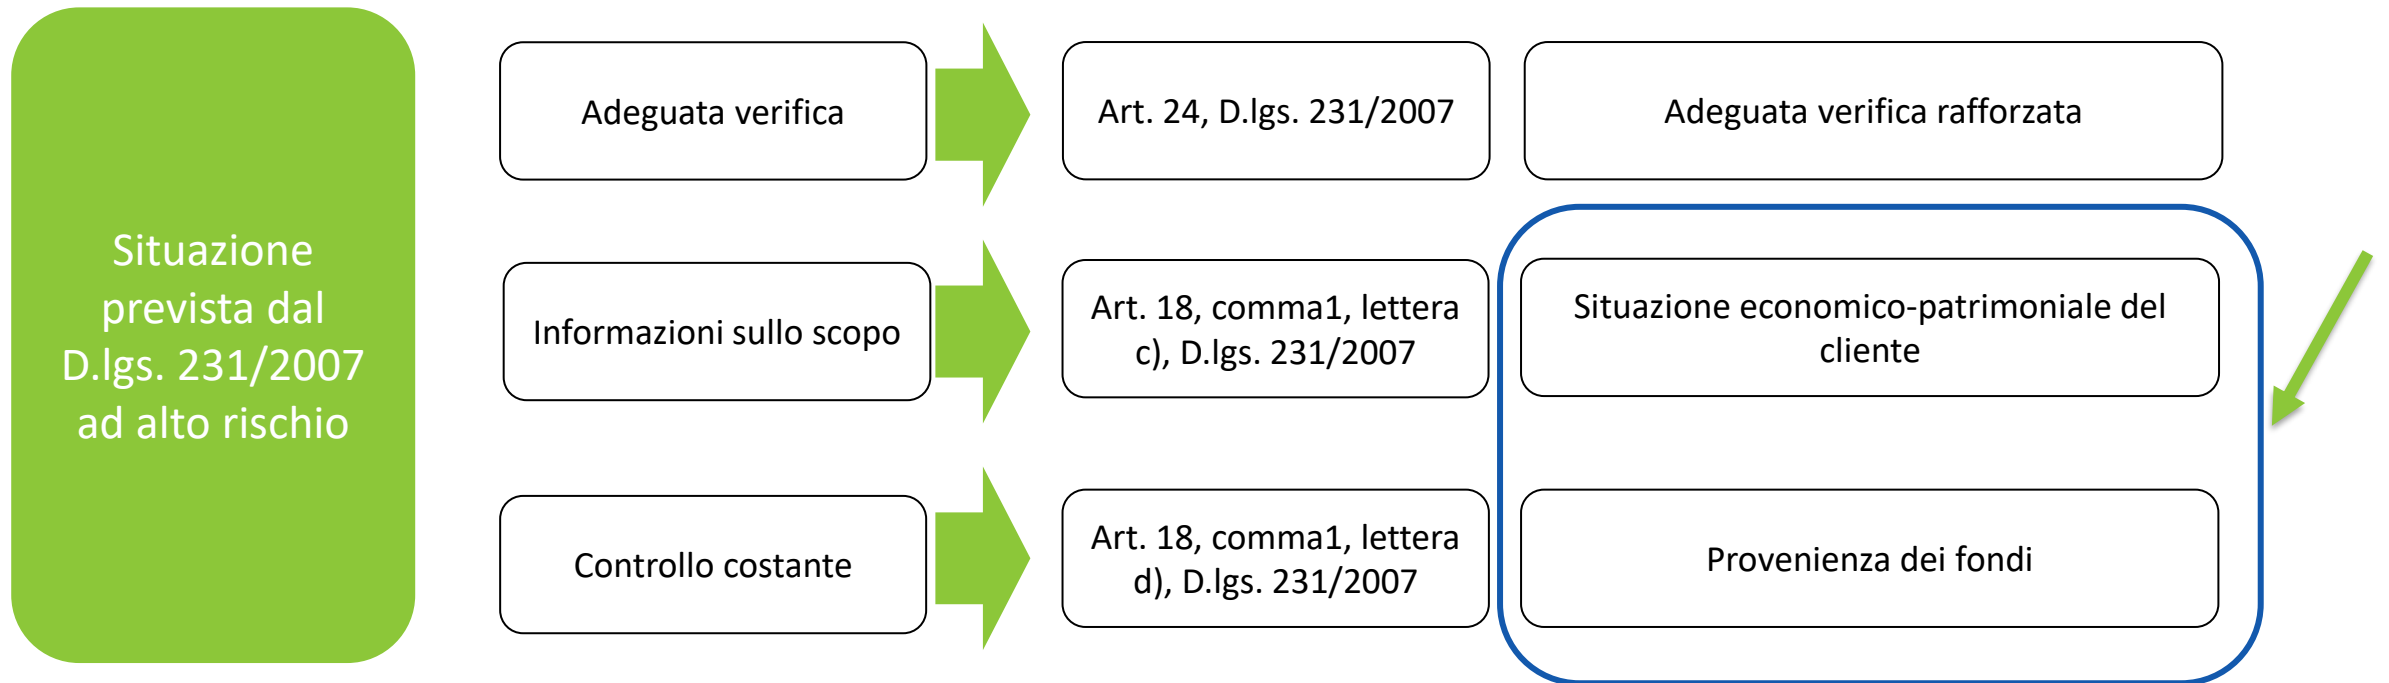 Situazione
prevista dal
D.lgs. 231/2007
ad alto rischio
Adeguata verifica
Art. 24, D.lgs. 231/2007
Adeguata verifica rafforzata
Informazioni sullo scopo
Art. 18, comma1, lettera
c), D.lgs. 231/2007
Situazione economico-patrimoniale del
cliente
Controllo costante
Art. 18, comma1, lettera
d), D.lgs. 231/2007
Provenienza dei fondi